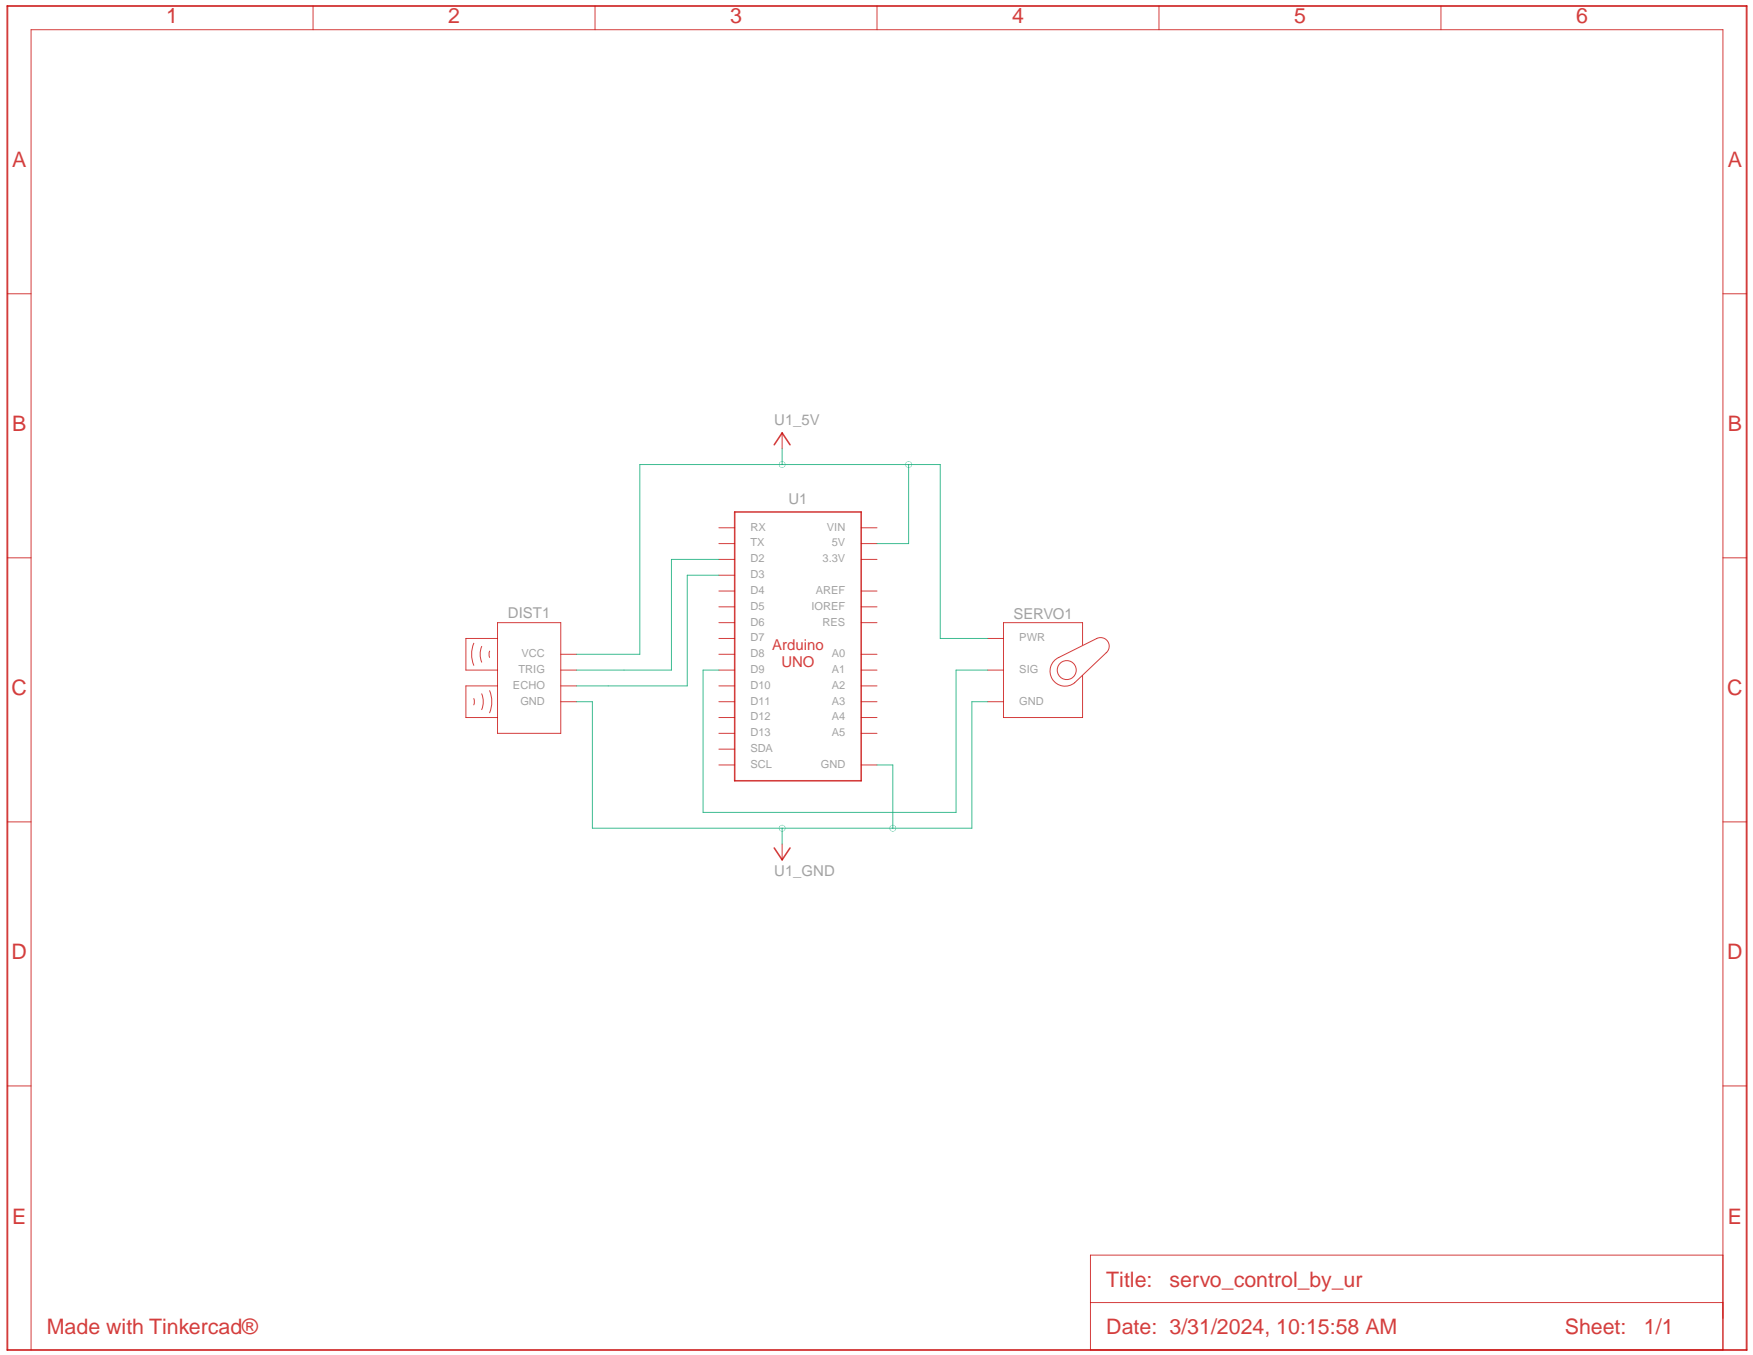 1 2 3 4 5 6
A A
B B
U1_5V
U1
RX VIN
TX 5V
D2 3.3V
D3
D4 AREF
D5 IOREF
D6 RES
D7
Arduino
UNO
D8 A0
D9 A1
D10 A2
D11 A3
D12 A4
D13 A5
SDA
SCL GND
DIST1
VCC
TRIG
ECHO
GND
SERVO1
PWR
SIG
GND
C C
U1_GND
D D
E E
Title: servo_control_by_ur
Made with Tinkercad®
Date: 3/31/2024, 10:15:58 AM Sheet: 1/1